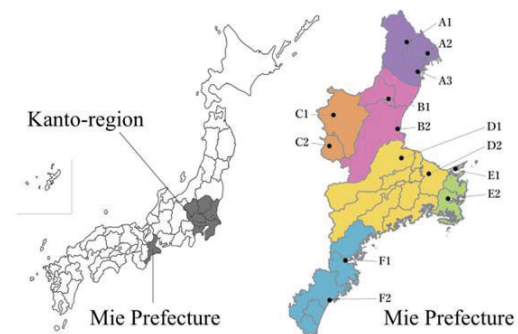 Kanto-region
Mie Prefecture
A1
A2
A3
B1
B2
C1
C2
D1
D2
E1
E2
F1
F2
Mie Prefecture